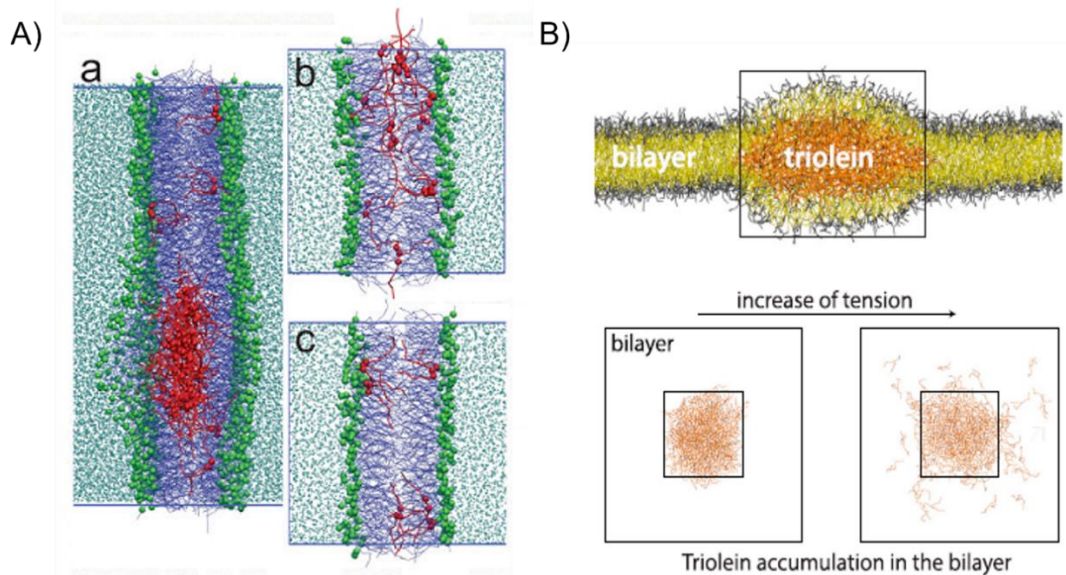 A)
a
b
c
B)
bilayer
triolein
increase of tension
bilayer
Triolein accumulation in the bilayer